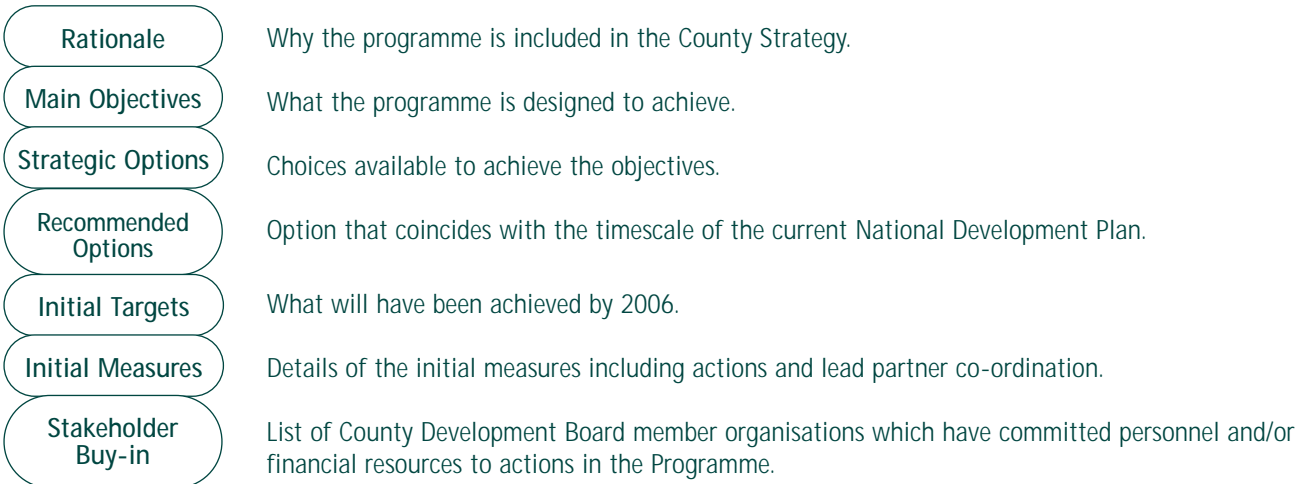 Rationale
Why the programme is included in the County Strategy.
Main Objectives
What the programme is designed to achieve.
Strategic Options
Choices available to achieve the objectives.
Recommended
Options
Option that coincides with the timescale of the current National Development Plan.
Initial Targets
What will have been achieved by 2006.
Initial Measures
Details of the initial measures including actions and lead partner co-ordination.
Stakeholder
Buy-in
List of County Development Board member organisations which have committed personnel and/or
financial resources to actions in the Programme.